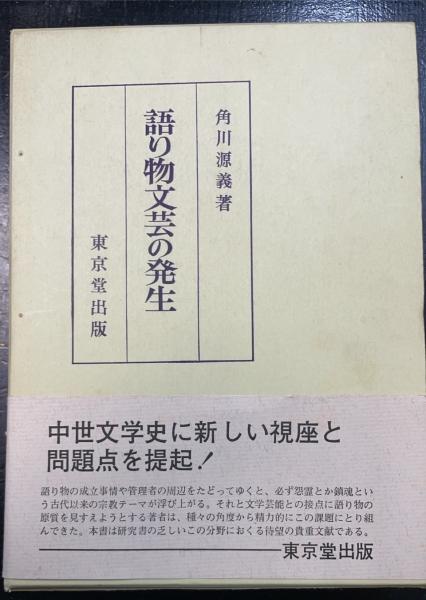 角川源義著
語り物文芸の発生
東京堂出版
中世文学史に新しい視座と
問題点を提起!
語り物の成立事情や管理者の周辺をたどってゆくと、必ず怨霊とか鎮魂とい
う古代以来の宗教テーマが浮び上がる。それと文学芸能との接点に語り物の
原質を見すえようとする著者は、種々の角度から精力的にこの課題にとり組
んできた。本書は研究書の乏しいこの分野におくる待望の貴重文献である。
東京堂出版